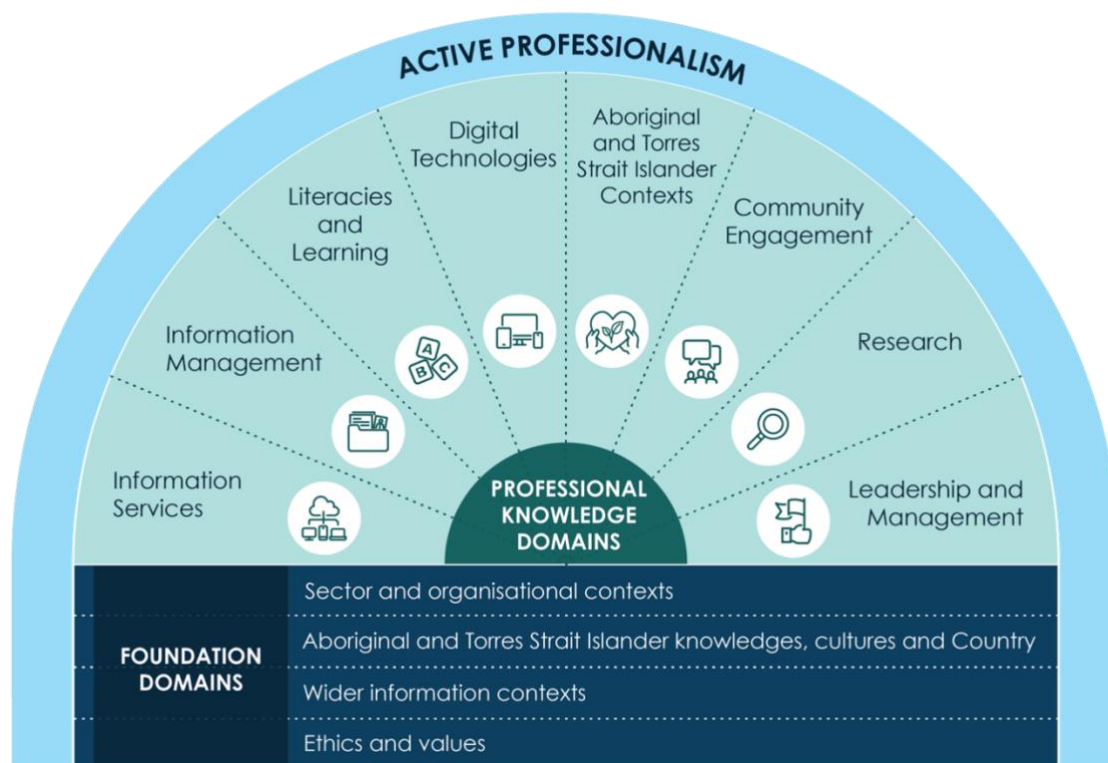 ACTIVE PROFESSIONALISM
Information
Services
Information
Management
Literacies
and
Learning
Digital
Technologies
Aboriginal
and Torres
Strait Islander
Contexts
Community
Engagement
Research
Leadership and
Management
A
B
C
PROFESSIONAL
KNOWLEDGE
DOMAINS
FOUNDATION
DOMAINS
Sector and organisational contexts
Aboriginal and Torres Strait Islander knowledges, cultures and Country
Wider information contexts
Ethics and values